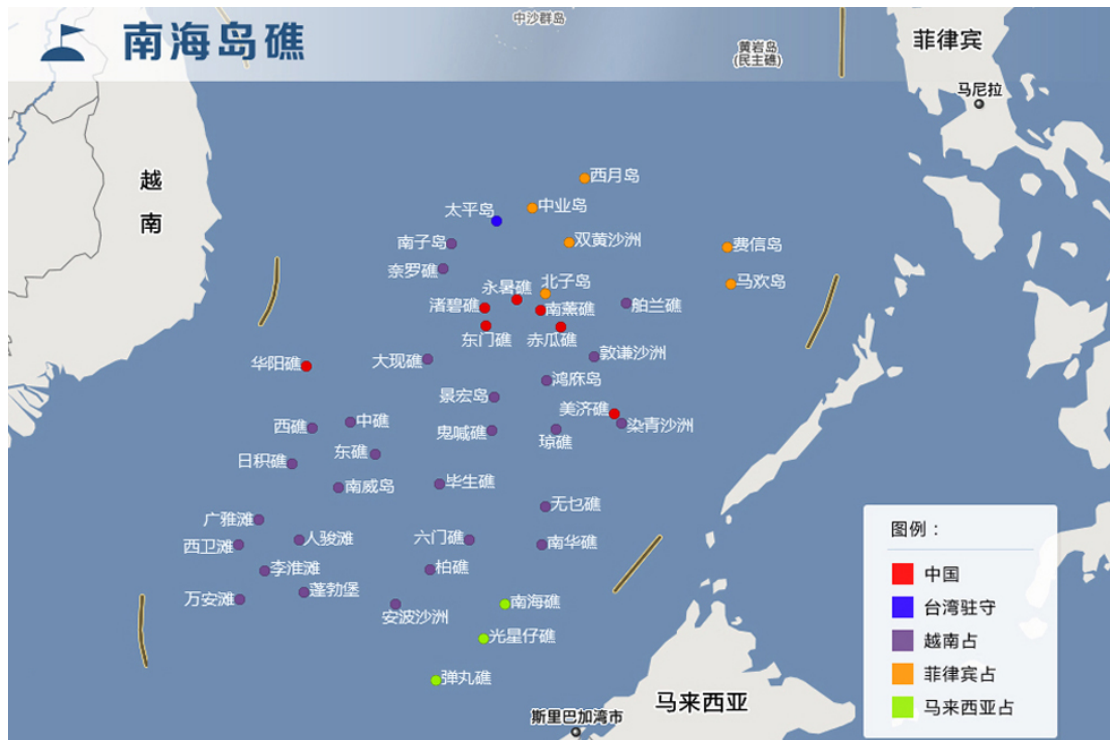 中沙群岛
南海岛礁
黄岩岛
(民主礁)
菲律宾
马尼拉
越
南
西月岛
太平岛
中业岛
南子岛
双黄沙洲
费信岛
奈罗礁
永暑礁
北子岛
马欢岛
渚碧礁
南薰礁
舶兰礁
东门礁
赤瓜礁
华阳礁
大现礁
敦谦沙洲
鸿庥岛
景宏岛
美济礁
西礁
中礁
鬼喊礁
琼礁
染青沙洲
日积礁
东礁
南威岛
毕生礁
无乜礁
广雅滩
西卫滩
人骏滩
六门礁
南华礁
李淮滩
柏礁
万安滩
蓬勃堡
安波沙洲
南海礁
光星仔礁
弹丸礁
斯里巴加湾市
马来西亚
图例：
中国
台湾驻守
越南占
菲律宾占
马来西亚占